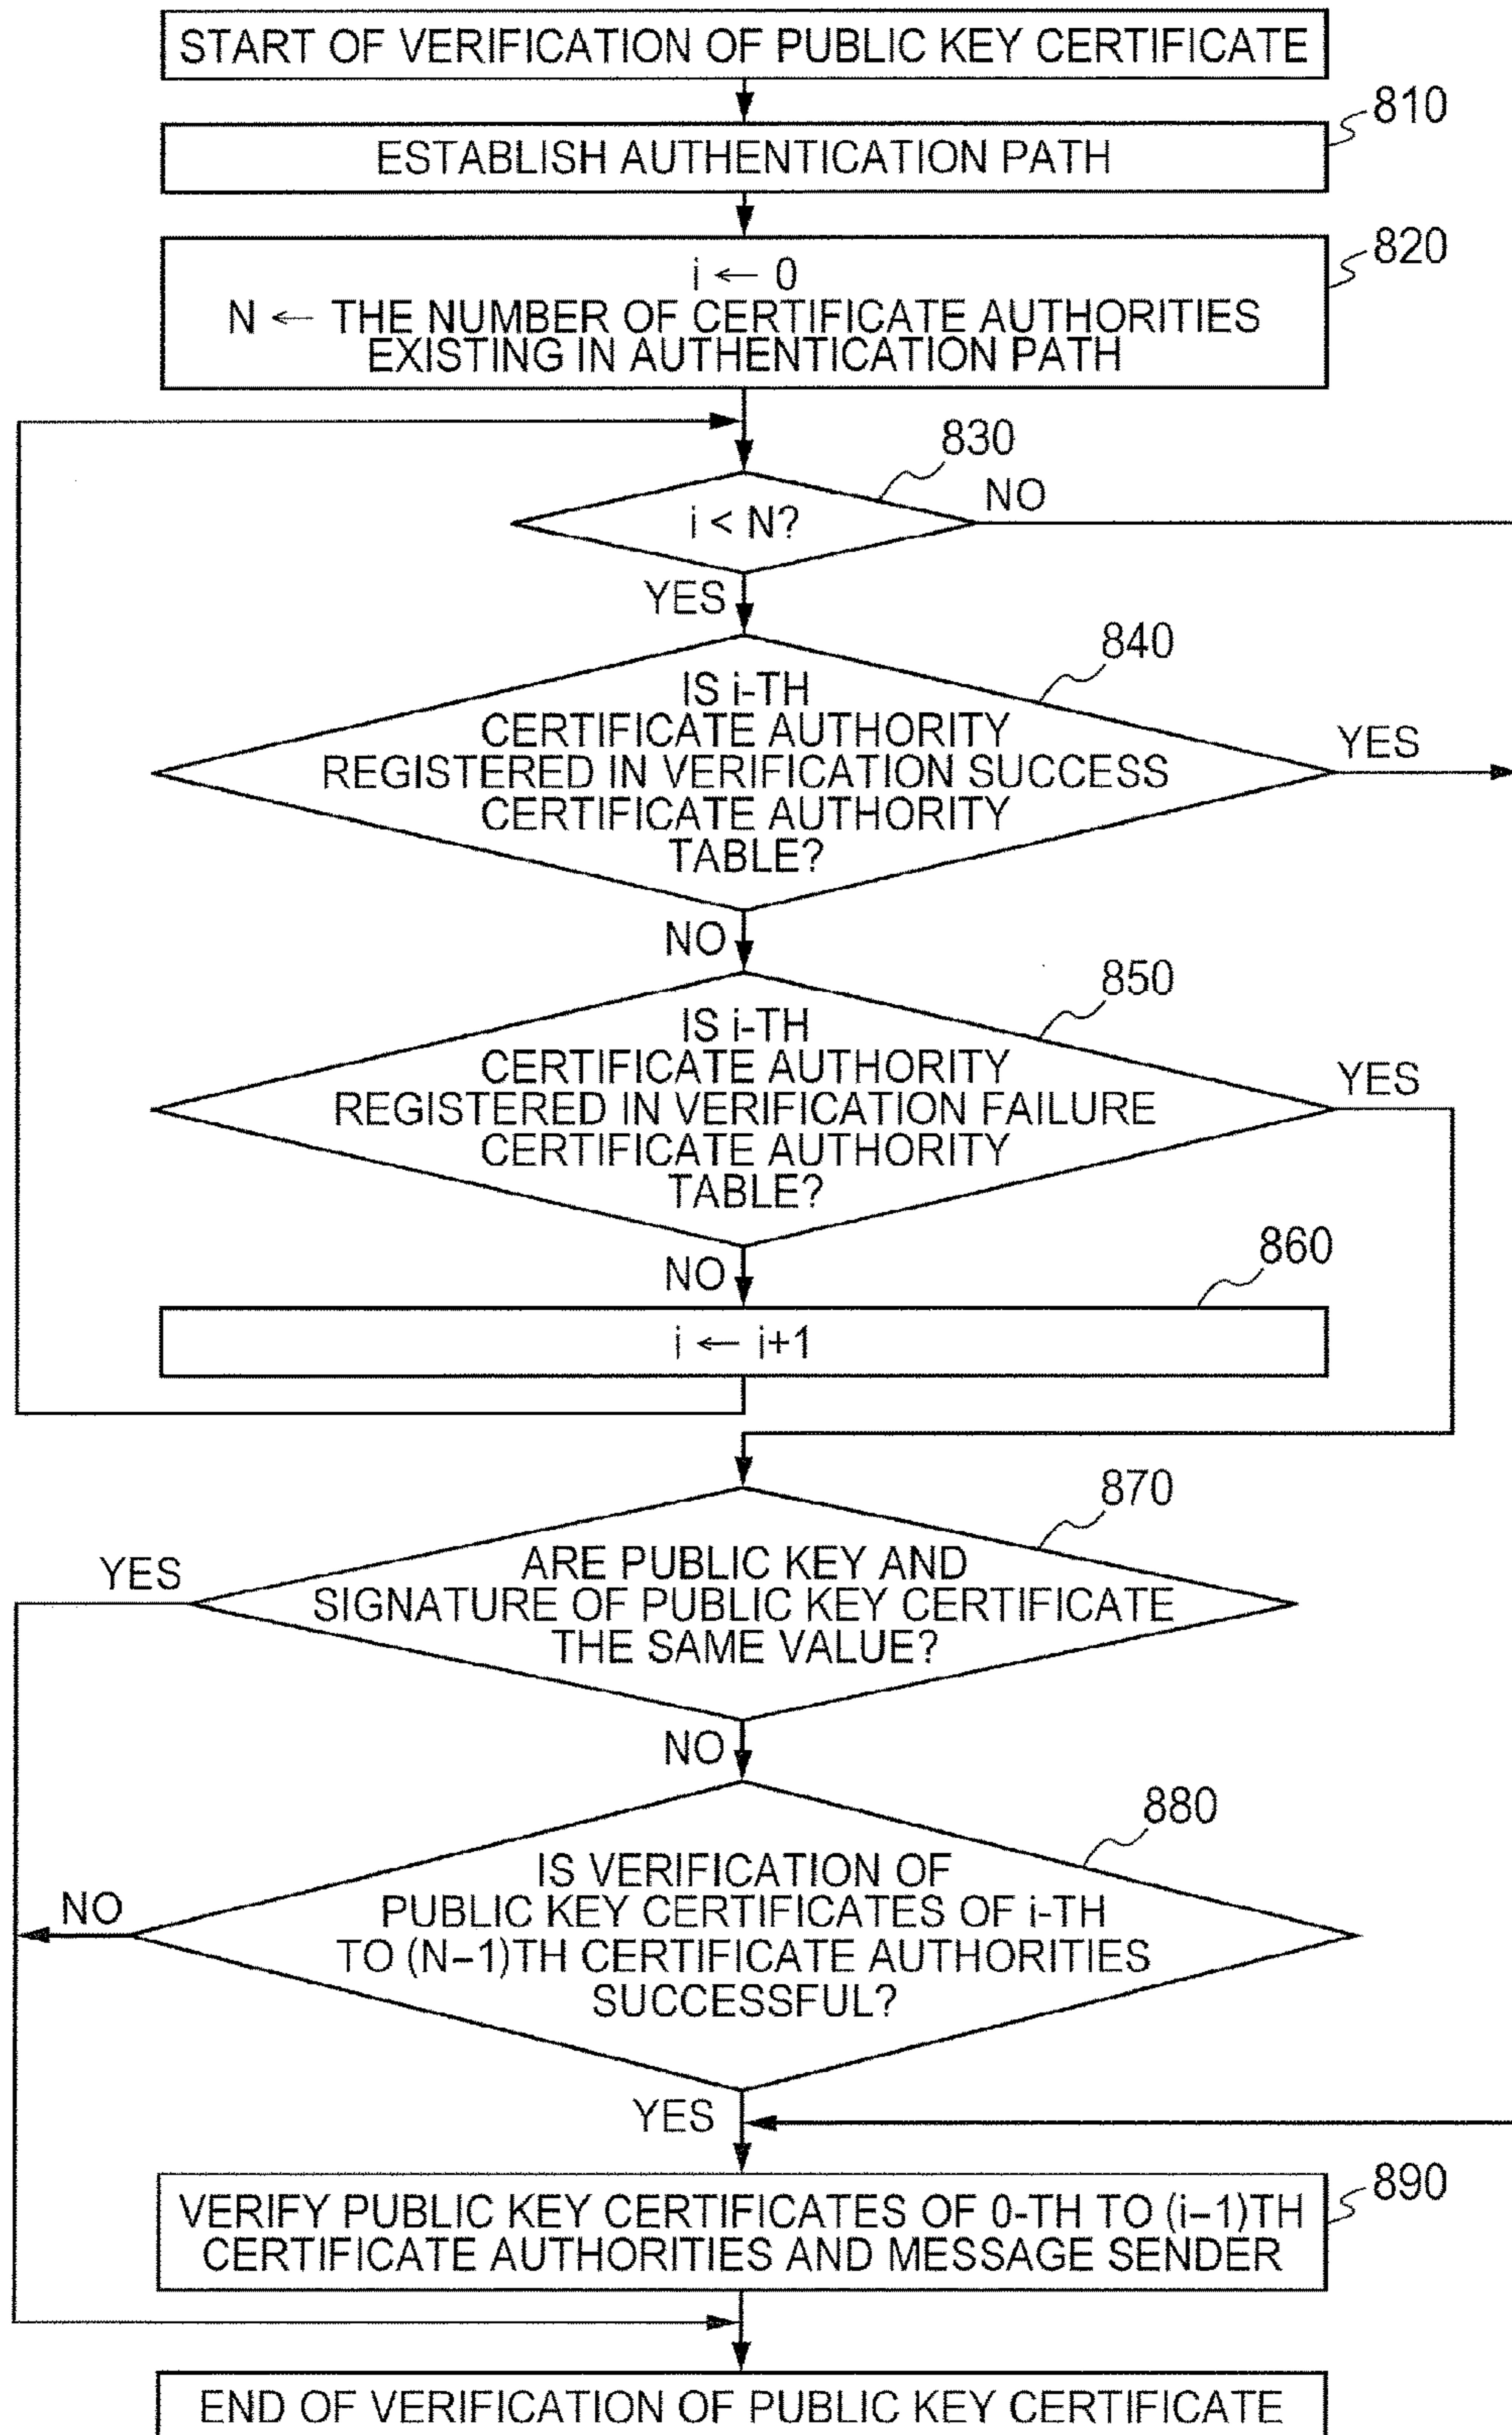 START OF VERIFICATION OF PUBLIC KEY CERTIFICATE
810
ESTABLISH AUTHENTICATION PATH
820
i ← 0
N ← THE NUMBER OF CERTIFICATE AUTHORITIES
EXISTING IN AUTHENTICATION PATH
830
i < N?
NO
YES
840
IS i-TH
CERTIFICATE AUTHORITY
REGISTERED IN VERIFICATION SUCCESS
CERTIFICATE AUTHORITY
TABLE?
YES
NO
850
IS i-TH
CERTIFICATE AUTHORITY
REGISTERED IN VERIFICATION FAILURE
CERTIFICATE AUTHORITY
TABLE?
YES
NO
860
i ← i+1
870
ARE PUBLIC KEY AND
SIGNATURE OF PUBLIC KEY CERTIFICATE
THE SAME VALUE?
YES
NO
880
IS VERIFICATION OF
PUBLIC KEY CERTIFICATES OF i-TH
TO (N–1)TH CERTIFICATE AUTHORITIES
SUCCESSFUL?
NO
YES
890
VERIFY PUBLIC KEY CERTIFICATES OF 0-TH TO (i–1)TH
CERTIFICATE AUTHORITIES AND MESSAGE SENDER
END OF VERIFICATION OF PUBLIC KEY CERTIFICATE